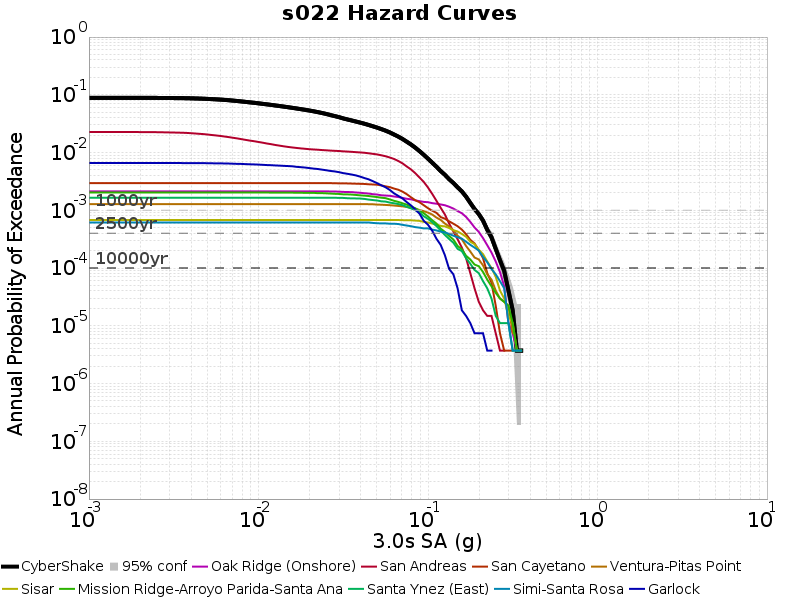 s022 Hazard Curves
Annual Probability of Exceedance
10^0
10^-1
10^-2
10^-3
10^-4
10^-5
10^-6
10^-7
10^-8
1000yr
2500yr
10000yr
10^-3 10^-2 10^-1 10^0 10^1
3.0s SA (g)
CyberShake 95% conf Oak Ridge (Onshore) San Andreas San Cayetano Ventura-Pitas Point
Sisar Mission Ridge-Arroyo Parida-Santa Ana Santa Ynez (East) Simi-Santa Rosa Garlock